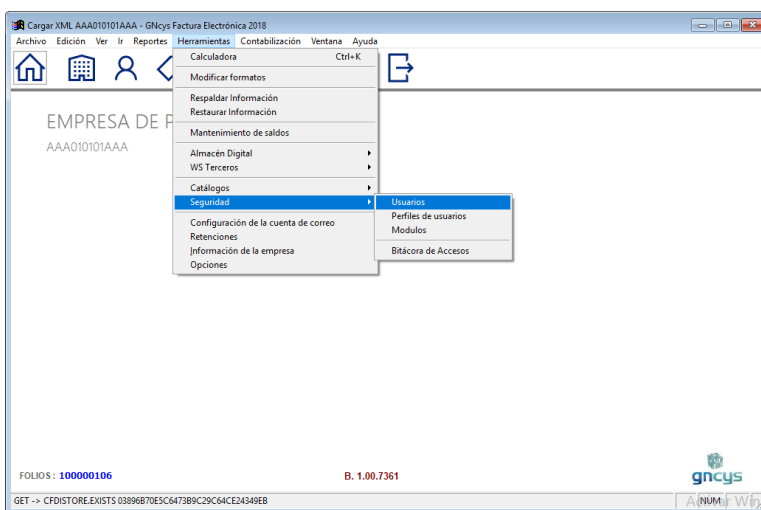 Cargar XML AAA010101AAA - GNcys Factura Electrónica 2018
Archivo Edición Ver Ir Reportes Herramientas Contabilización Ventana Ayuda
Calculadora Ctrl+K
Modificar formatos
Respaldar Información
Restaurar Información
EMPRESA DE P
Mantenimiento de saldos
AAA010101AAA
Almacén Digital
WS Terceros
Catálogos
Seguridad
Usuarios
Perfiles de usuarios
Modulos
Bitácora de Accesos
Configuración de la cuenta de correo
Retenciones
Información de la empresa
Opciones
FOLIOS: 100000106
B. 1.00.7361
gncys
GET -> CFDISTORE.EXISTS 03896B70E5C6473B9C29C64CE24349EB
NUM